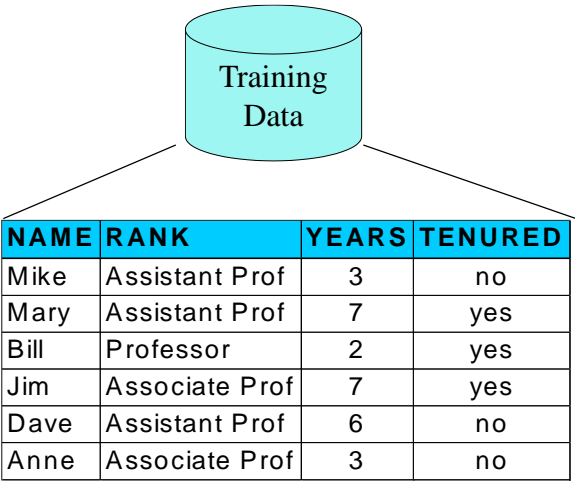 Training
Data
NAME RANK YEARS TENURED
Mike Assistant Prof 3 no
Mary Assistant Prof 7 yes
Bill Professor 2 yes
Jim Associate Prof 7 yes
Dave Assistant Prof 6 no
Anne Associate Prof 3 no